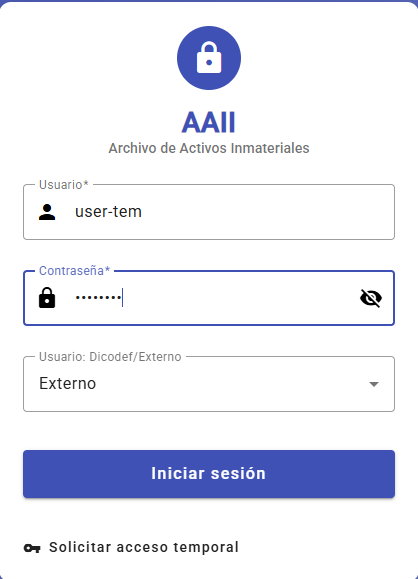 AAII
Archivo de Activos Inmateriales
Usuario*
user-tem
Contraseña*
••••••••
Usuario: Dicodef/Externo
Externo
Iniciar sesión
Solicitar acceso temporal